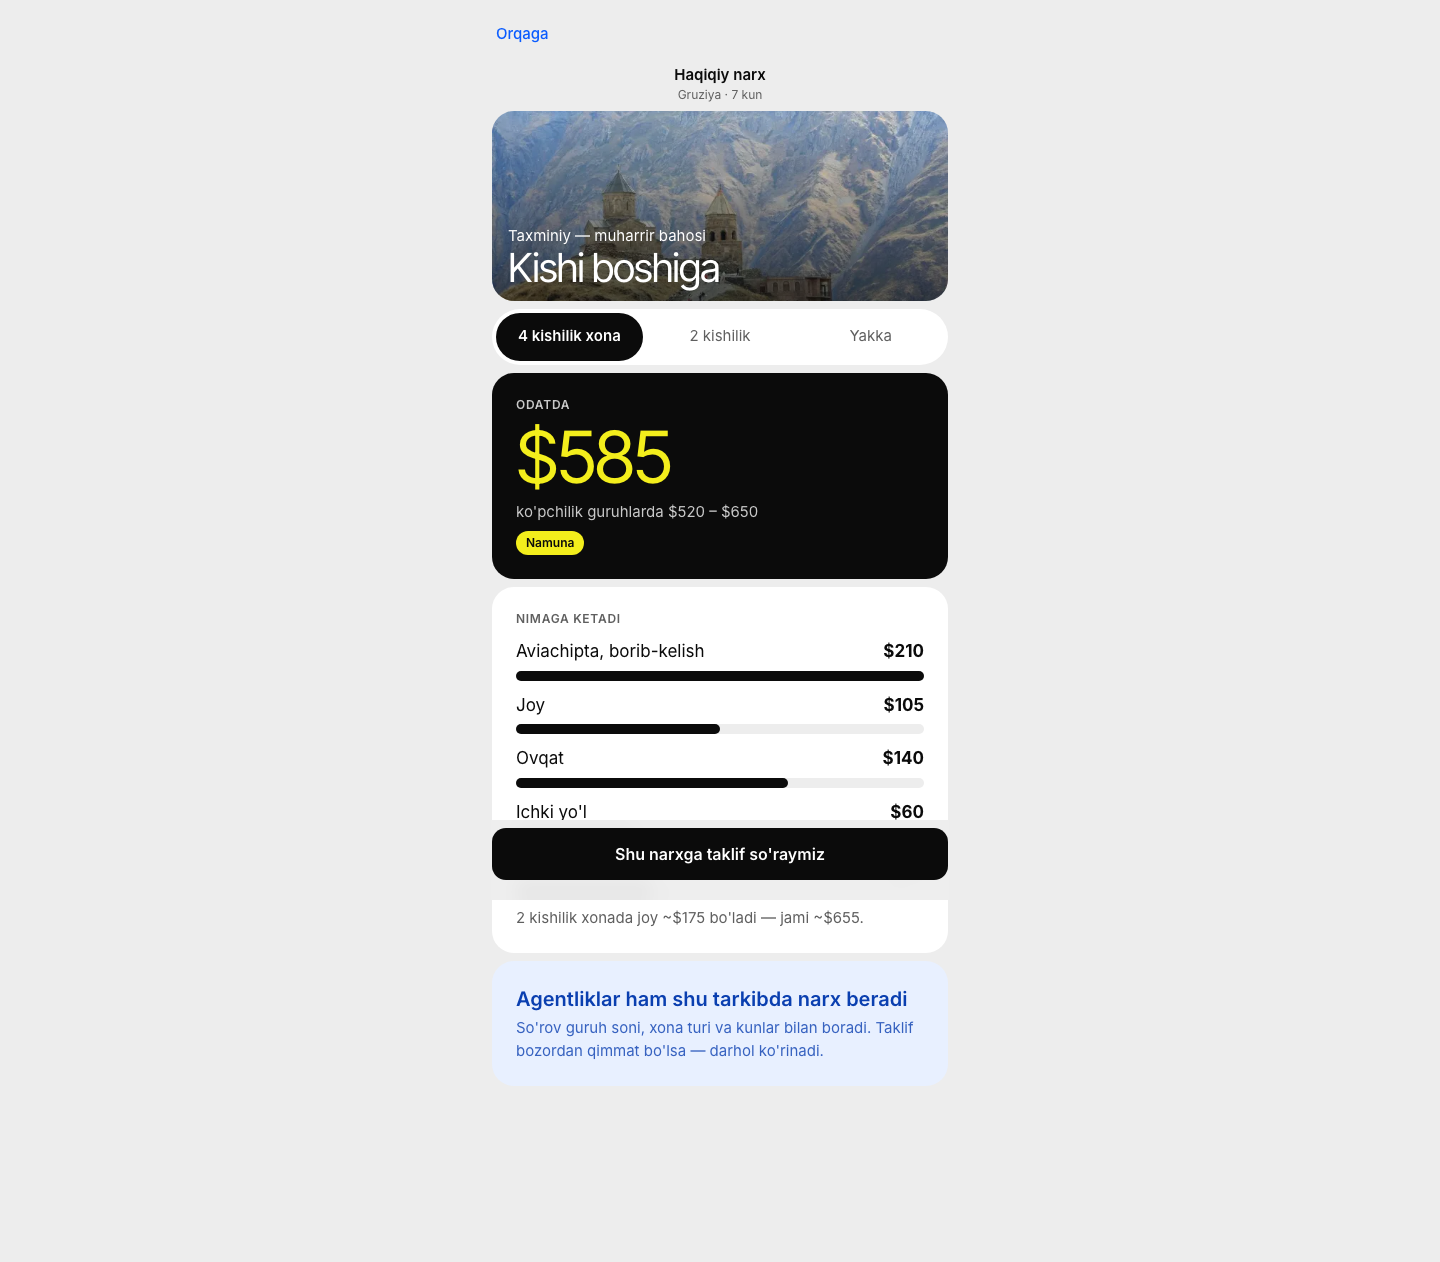 Orqaga
Haqiqiy narx
Gruziya · 7 kun
Taxminiy — muharrir bahosi
Kishi boshiga
4 kishilik xona
2 kishilik
Yakka
ODATDA
$585
ko'pchilik guruhlarda $520 – $650
Namuna
NIMAGA KETADI
Aviachipta, borib-kelish $210
Joy $105
Ovqat $140
Ichki yo'l $60
Shu narxga taklif so'raymiz
2 kishilik xonada joy ~$175 bo'ladi — jami ~$655.
Agentliklar ham shu tarkibda narx beradi
So'rov guruh soni, xona turi va kunlar bilan boradi. Taklif
bozordan qimmat bo'lsa — darhol ko'rinadi.